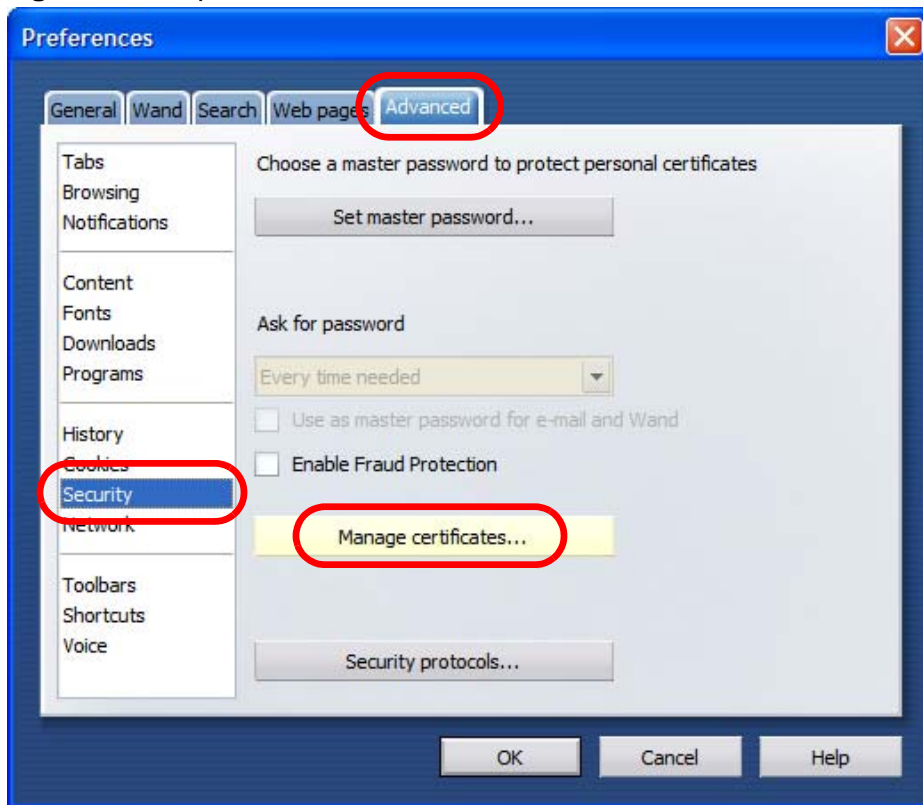 Preferences
General Wand Search Web pages Advanced
Tabs
Browsing
Notifications
Content
Fonts
Downloads
Programs
History
Cookies
Security
Network
Toolbars
Shortcuts
Voice
Choose a master password to protect personal certificates
Set master password...
Ask for password
Every time needed
Use as master password for e-mail and Wand
Enable Fraud Protection
Manage certificates...
Security protocols...
OK Cancel Help